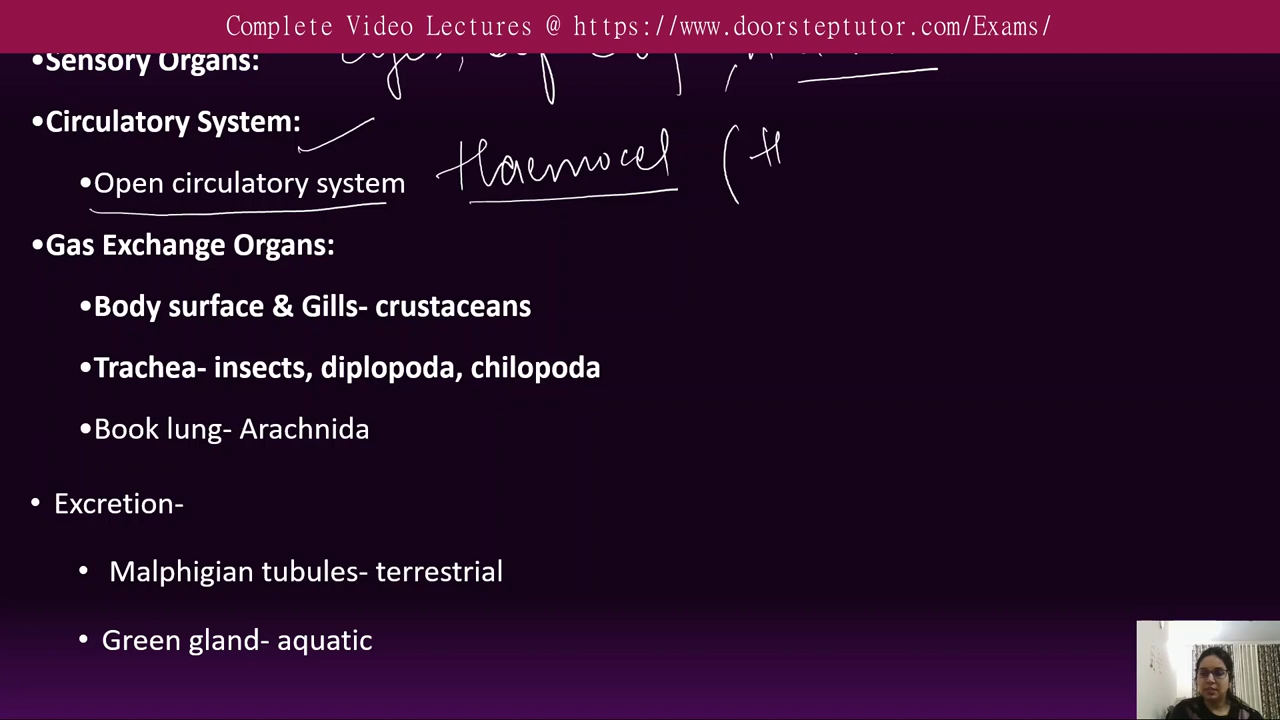 Complete Video Lectures @ https://www.doorsteptutor.com/Exams/
•Sensory Organs:
•Circulatory System:
•Open circulatory system Haemocel (H
•Gas Exchange Organs:
•Body surface & Gills- crustaceans
•Trachea- insects, diplopoda, chilopoda
•Book lung- Arachnida
• Excretion-
• Malphigian tubules- terrestrial
• Green gland- aquatic